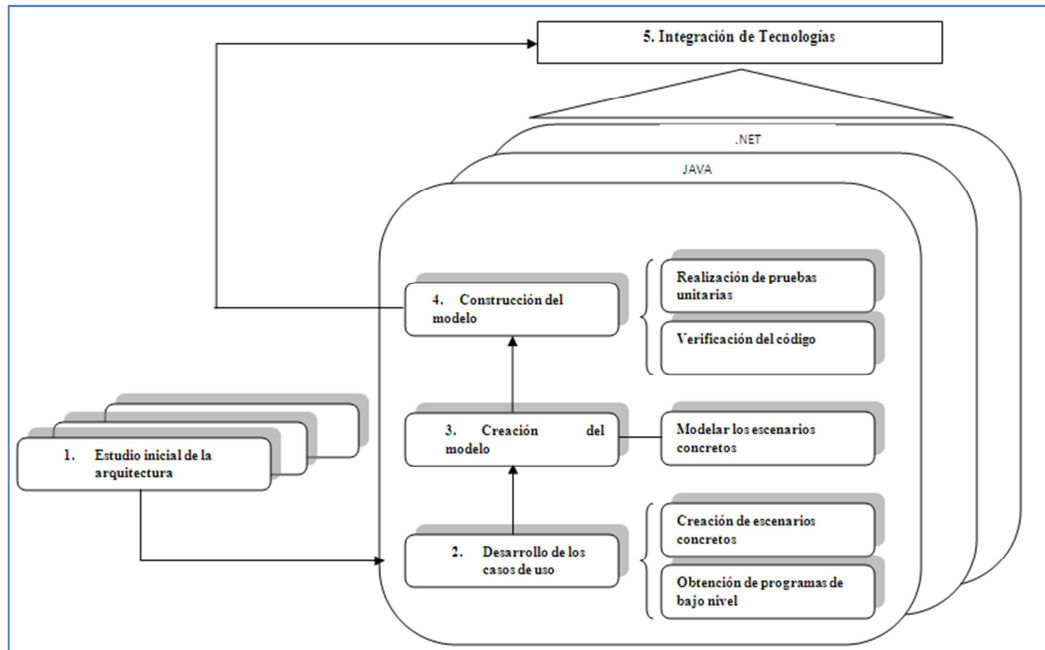 5. Integración de Tecnologías
.NET
JAVA
4. Construcción del
modelo
Realización de pruebas
unitarias
Verificación del código
3. Creación del
modelo
Modelar los escenarios
concretos
1. Estudio inicial de la
arquitectura
2. Desarrollo de los
casos de uso
Creación de escenarios
concretos
Obtención de programas de
bajo nivel